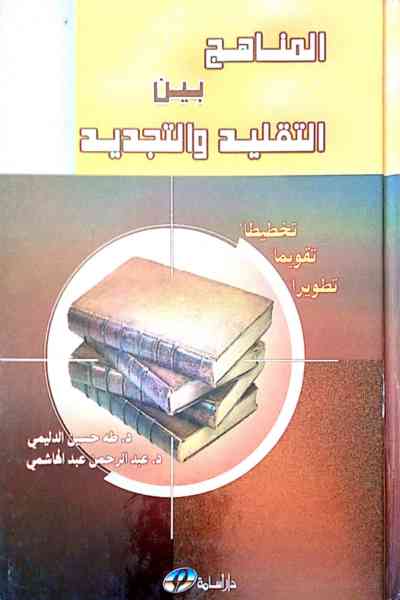 المناهج
بين
التقليد والتجديد
تخطيطا
تقويما
تطويرا
د. طه حسين الدليمي
د. عبد الرحمن عبد الهاشمي
دار أسامة